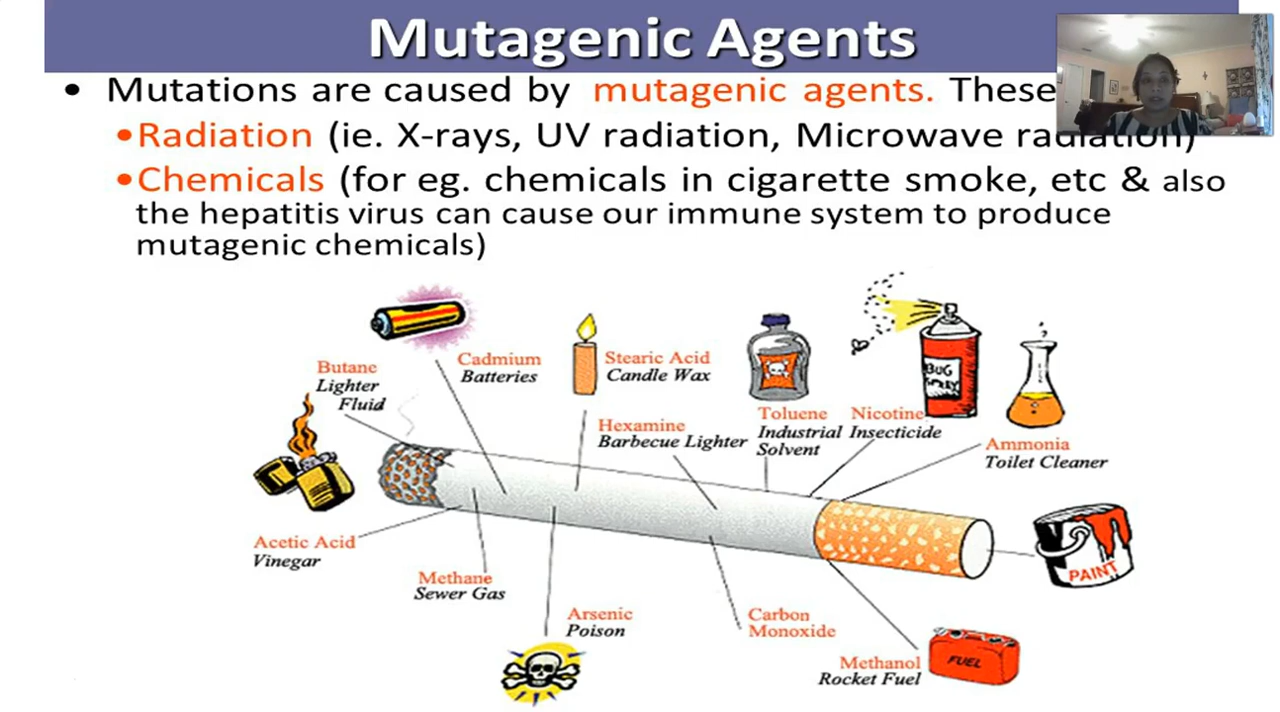 Mutagenic Agents
• Mutations are caused by mutagenic agents. These
•Radiation (ie. X-rays, UV radiation, Microwave radiation)
•Chemicals (for eg. chemicals in cigarette smoke, etc & also
the hepatitis virus can cause our immune system to produce
mutagenic chemicals)
Butane
Lighter
Fluid
Cadmium
Batteries
Stearic Acid
Candle Wax
Hexamine
Barbecue Lighter
Toluene
Industrial
Solvent
Nicotine
Insecticide
BUG
SPRAY
Ammonia
Toilet Cleaner
Acetic Acid
Vinegar
Methane
Sewer Gas
Arsenic
Poison
Carbon
Monoxide
Methanol
Rocket Fuel
FUEL
PAINT